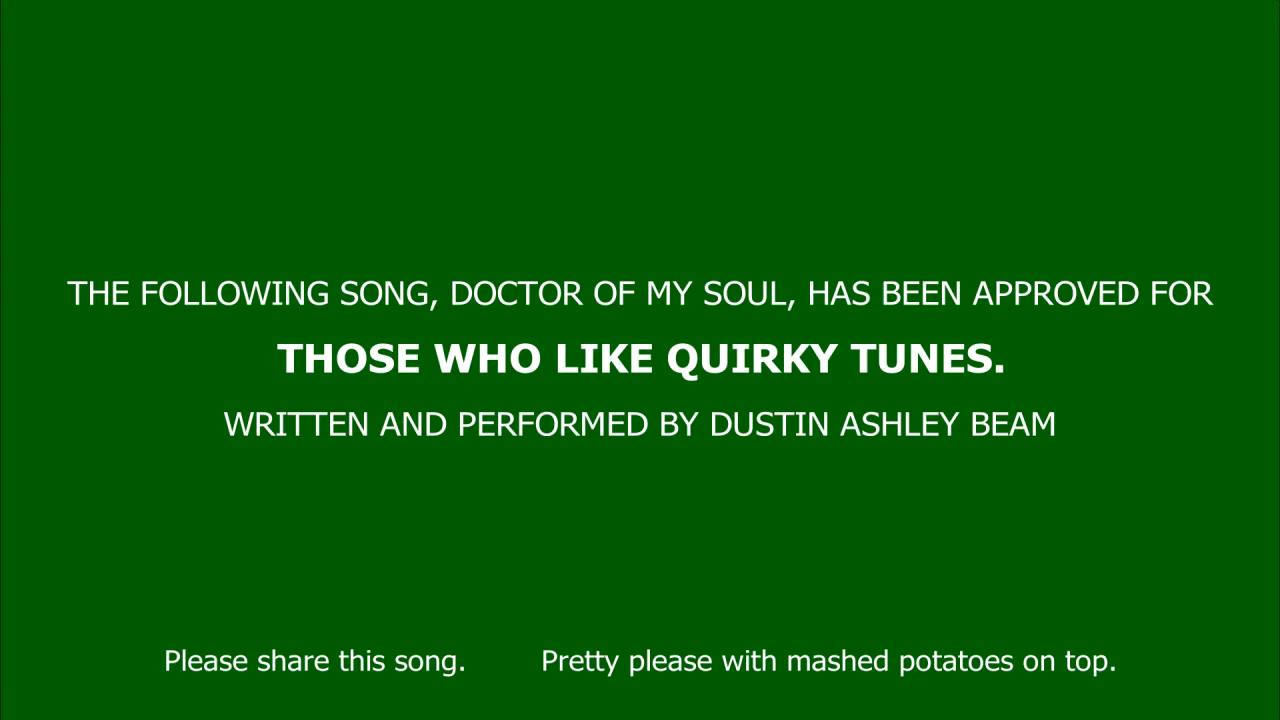 THE FOLLOWING SONG, DOCTOR OF MY SOUL, HAS BEEN APPROVED FOR
THOSE WHO LIKE QUIRKY TUNES.
WRITTEN AND PERFORMED BY DUSTIN ASHLEY BEAM
Please share this song. Pretty please with mashed potatoes on top.